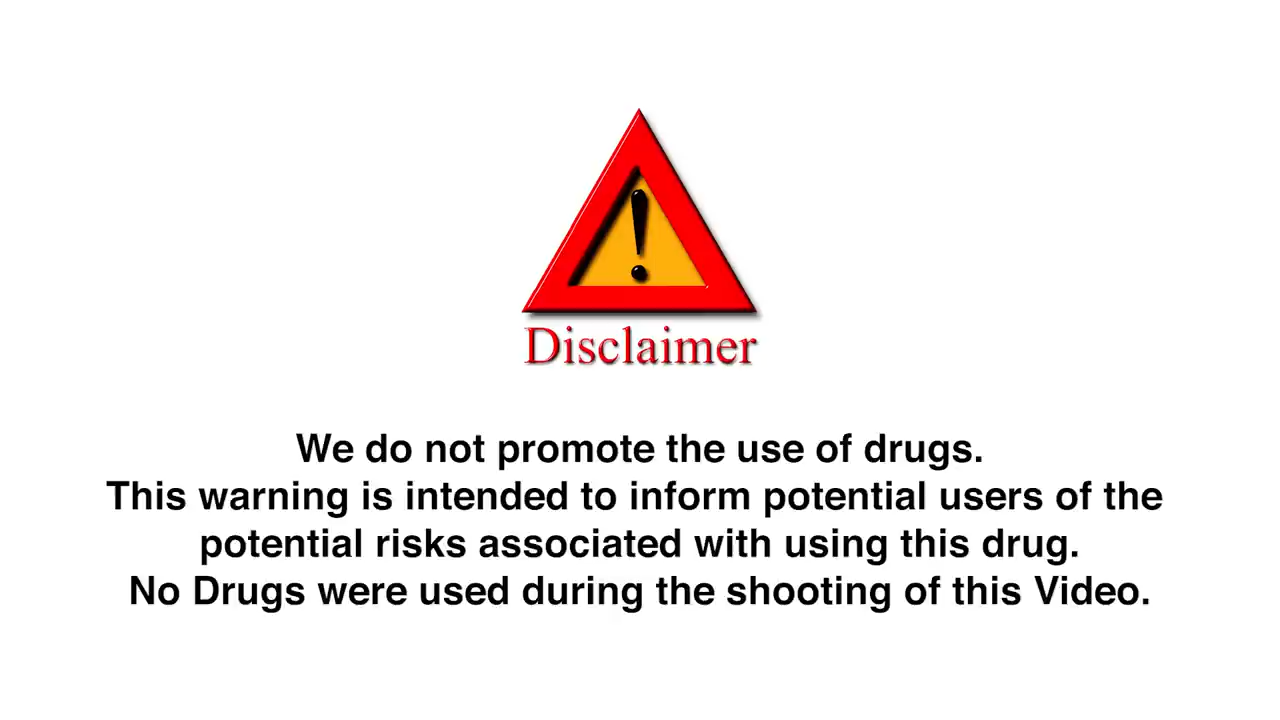 !
Disclaimer
We do not promote the use of drugs.
This warning is intended to inform potential users of the
potential risks associated with using this drug.
No Drugs were used during the shooting of this Video.